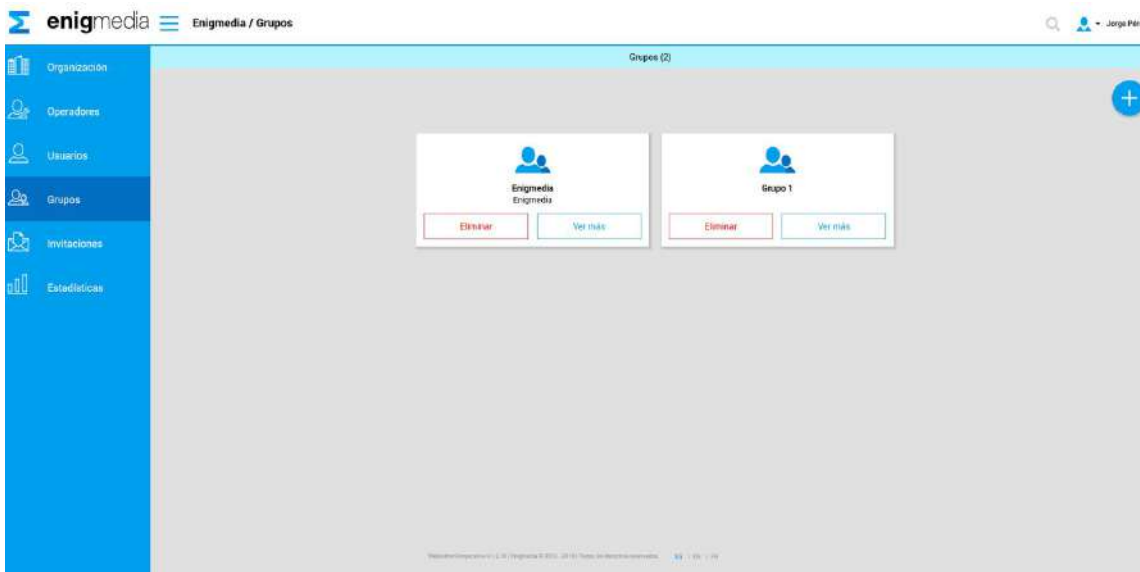 enigmedia
Enigmedia / Grupos
Jorge Pér
Grupos (2)
Organización
Operadores
Usuarios
Grupos
Invitaciones
Estadísticas
Enigmedia
Enigmedia
Eliminar
Ver más
Grupo 1
Eliminar
Ver más